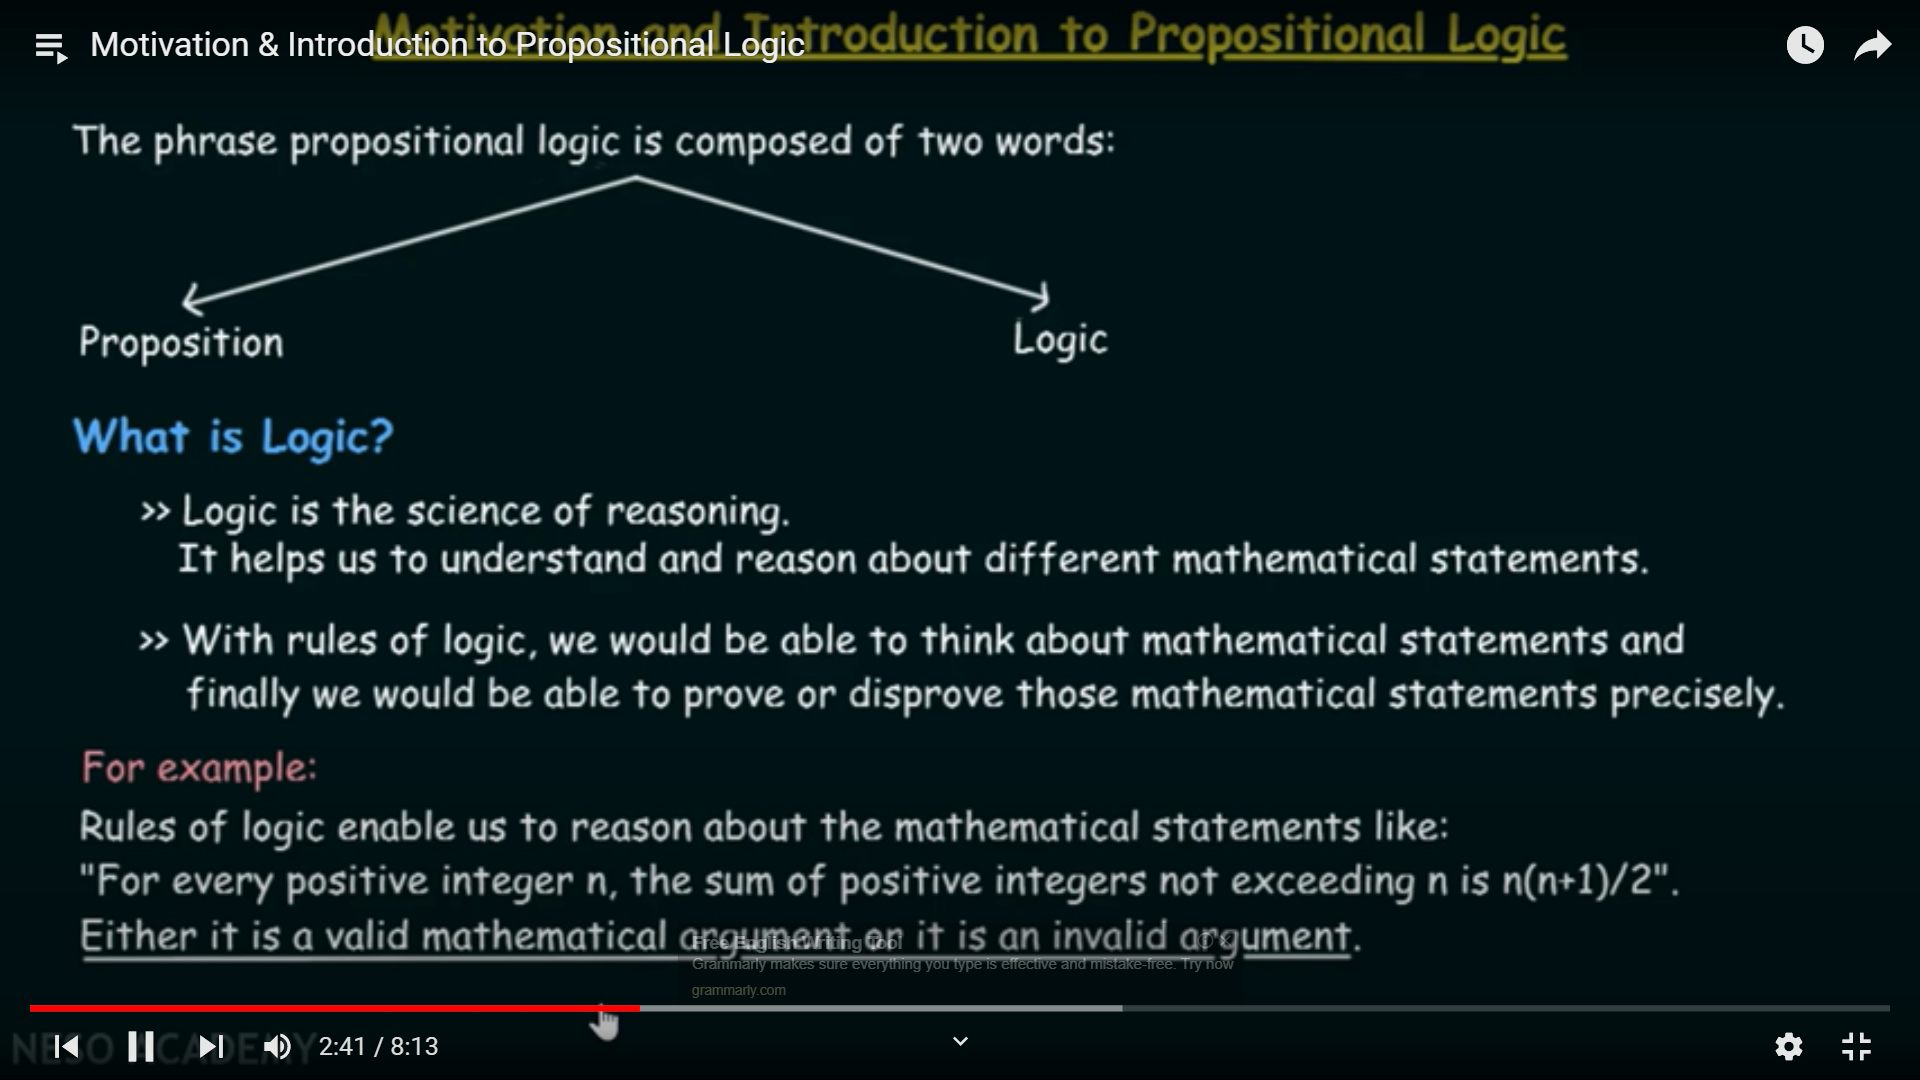 Motivation and Introduction to Propositional Logic
Motivation & Introduction to Propositional Logic
The phrase propositional logic is composed of two words:
Proposition
Logic
What is Logic?
>> Logic is the science of reasoning.
It helps us to understand and reason about different mathematical statements.
>> With rules of logic, we would be able to think about mathematical statements and
finally we would be able to prove or disprove those mathematical statements precisely.
For example:
Rules of logic enable us to reason about the mathematical statements like:
"For every positive integer n, the sum of positive integers not exceeding n is n(n+1)/2".
Either it is a valid mathematical argument or it is an invalid argument.
Free English Writing Tool
Grammarly makes sure everything you type is effective and mistake-free. Try now
grammarly.com
NESO ACADEMY
2:41 / 8:13